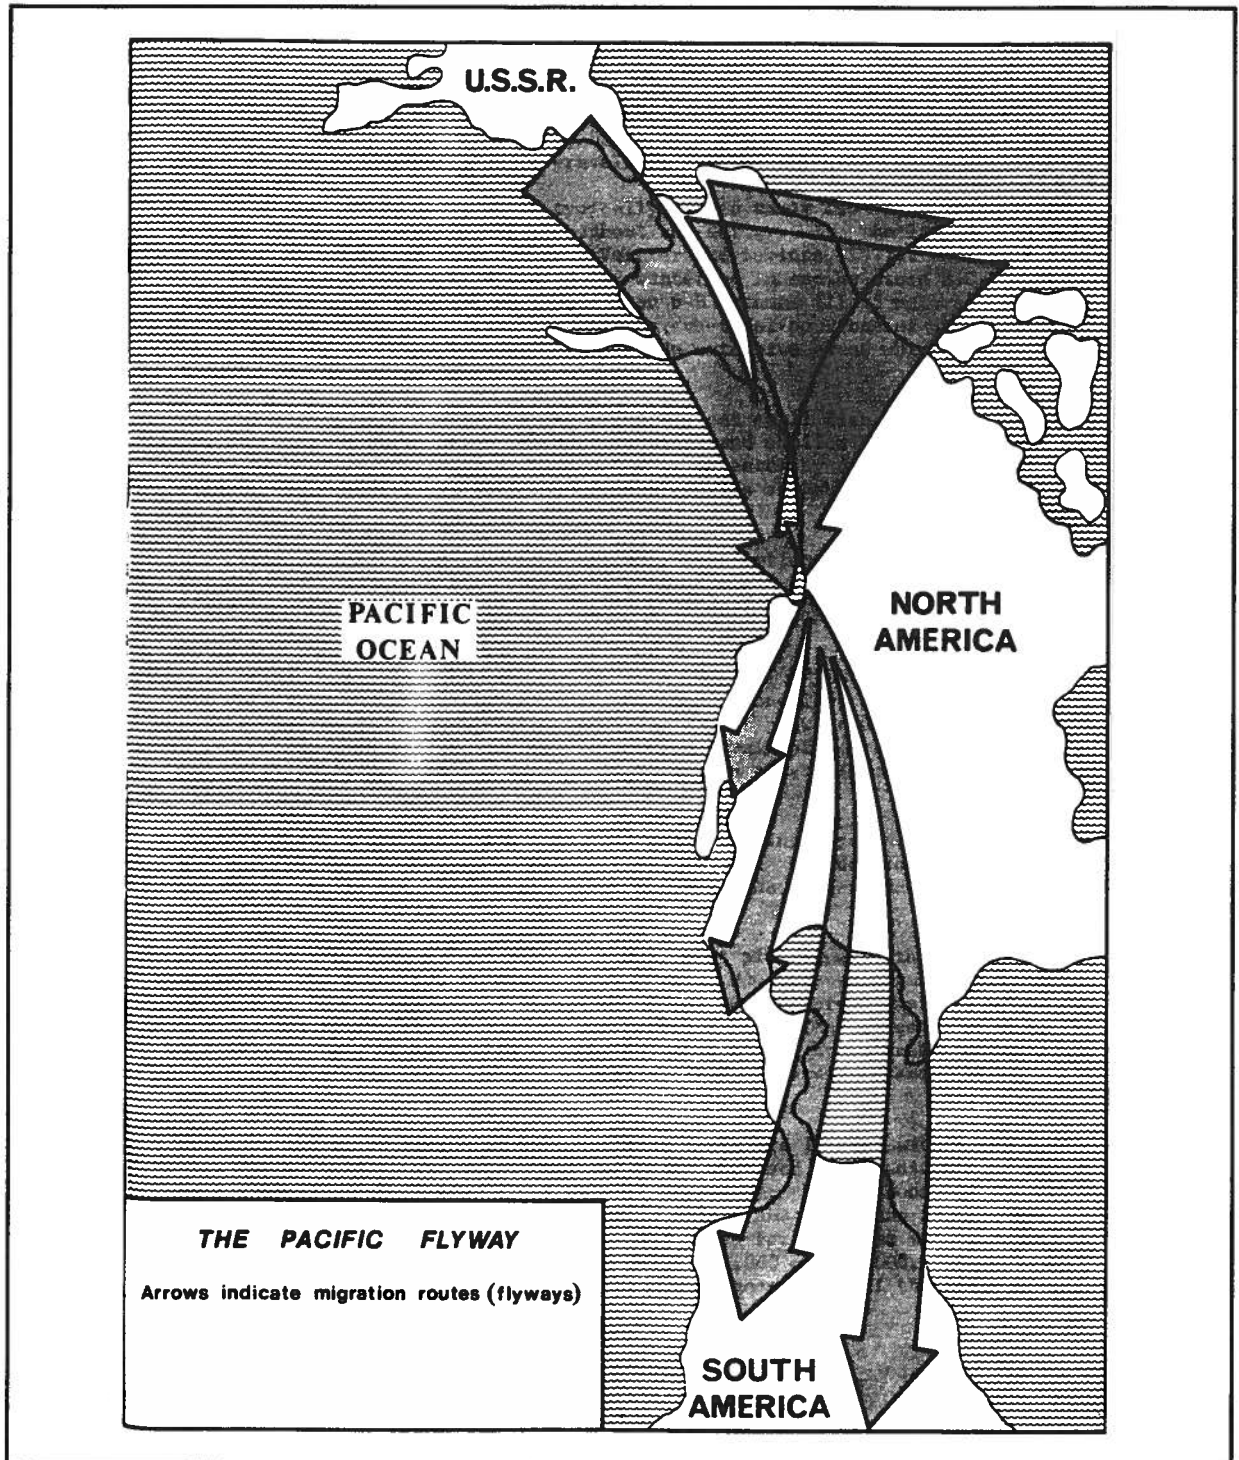 U.S.S.R.
PACIFIC
OCEAN
NORTH
AMERICA
THE PACIFIC FLYWAY
Arrows indicate migration routes (flyways)
SOUTH
AMERICA